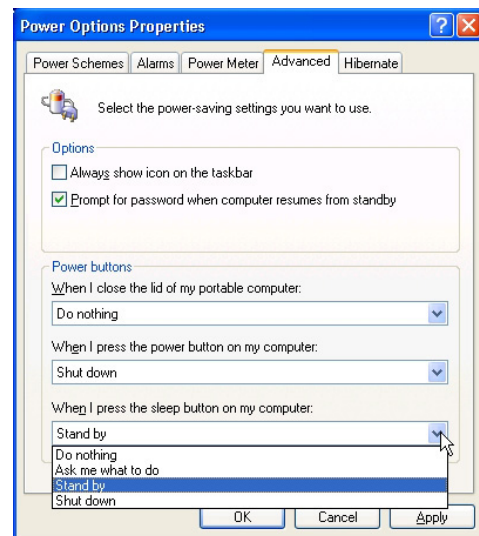 Power Options Properties
Power Schemes Alarms Power Meter Advanced Hibernate
Select the power-saving settings you want to use.
Options
Always show icon on the taskbar
Prompt for password when computer resumes from standby
Power buttons
When I close the lid of my portable computer:
Do nothing
When I press the power button on my computer:
Shut down
When I press the sleep button on my computer:
Stand by
Do nothing
Ask me what to do
Stand by
Shut down
OK Cancel Apply